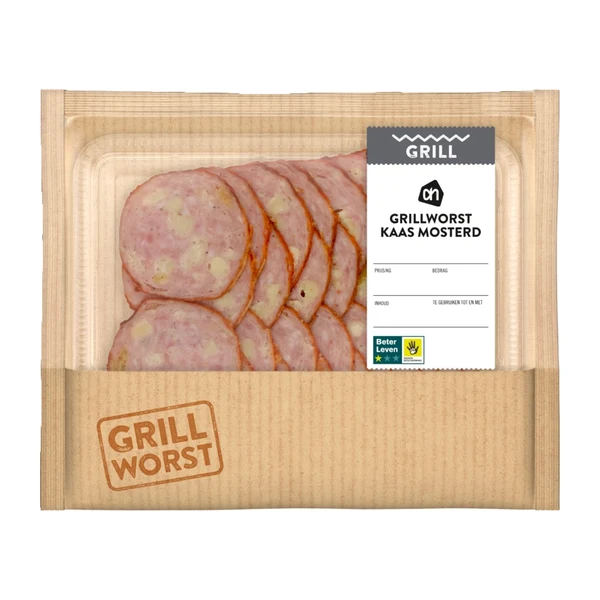 GRILL
GRILLWORST
KAAS MOSTERD
PRIJS/KG.
BEDRAG
INHOUD
TE GEBRUIKEN TOT EN MET
Beter
Leven
GRILL
WORST